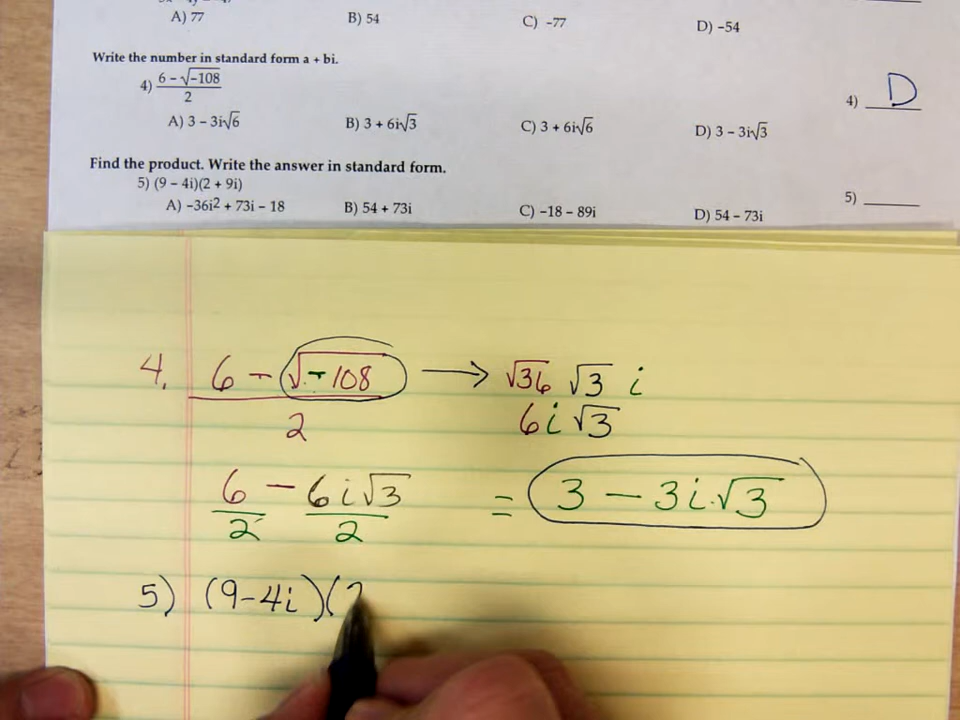 A) 77 B) 54 C) -77 D) -54
Write the number in standard form a + bi.
4) 6 - √-108 / 2 4) D
A) 3 - 3i√6 B) 3 + 6i√3 C) 3 + 6i√6 D) 3 - 3i√3
Find the product. Write the answer in standard form.
5) (9 - 4i)(2 + 9i) 5) ____
A) -36i² + 73i - 18 B) 54 + 73i C) -18 - 89i D) 54 - 73i
4. 6 - √-108 / 2 → √36 √3 i
6i√3
6/2 - 6i√3/2 = 3 - 3i·√3
5) (9-4i)(2